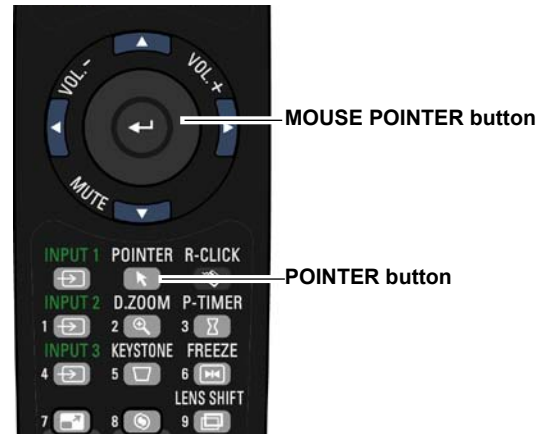 VOL.-
VOL.+
MOUSE POINTER button
MUTE
INPUT 1 POINTER R-CLICK
POINTER button
INPUT 2 D.ZOOM P-TIMER
1 2 3
INPUT 3 KEYSTONE FREEZE
4 5 6
LENS SHIFT
7 8 9